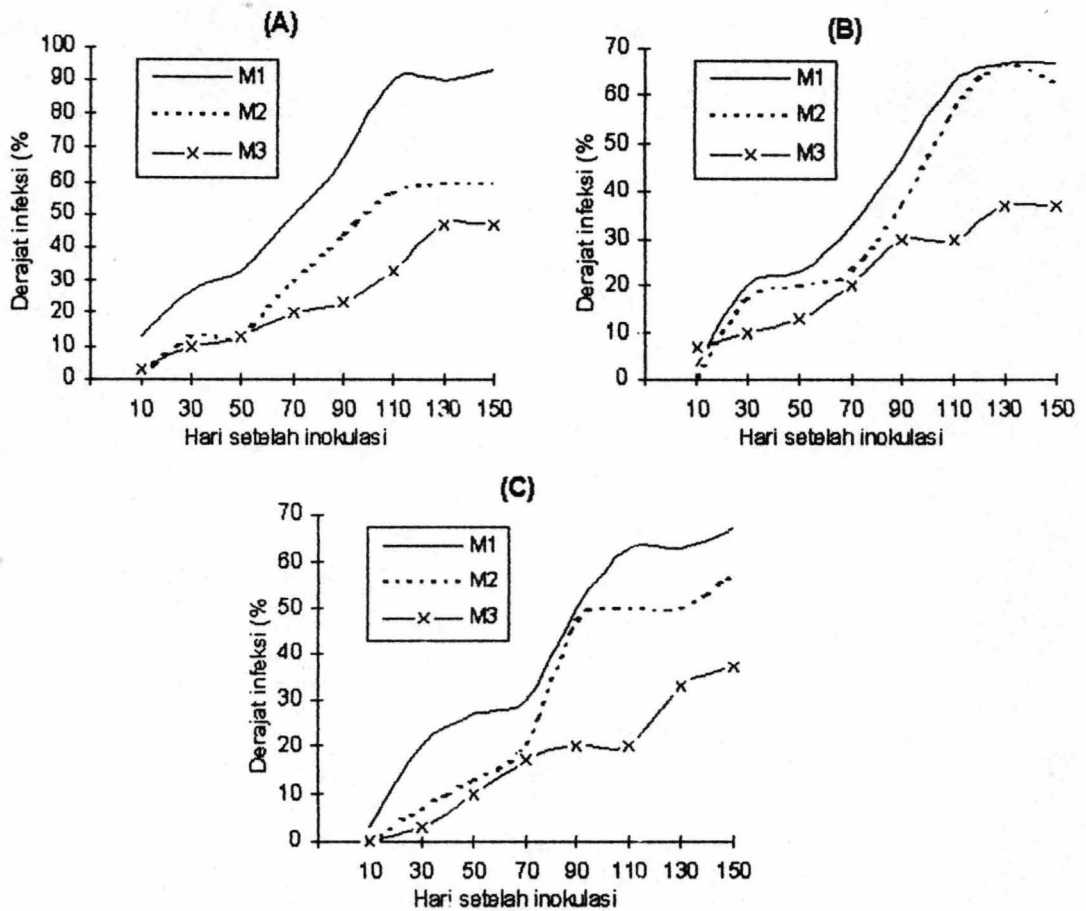 (A)
Derajat infeksi (%
100
90
80
70
60
50
40
30
20
10
0
M1
M2
M3
10 30 50 70 90 110 130 150
Hari setelah inokulasi
(B)
Derajat infeksi (%
70
60
50
40
30
20
10
0
M1
M2
M3
10 30 50 70 90 110 130 150
Hari setelah inokulasi
(C)
Derajat infeksi (%
70
60
50
40
30
20
10
0
M1
M2
M3
10 30 50 70 90 110 130 150
Hari setelah inokulasi